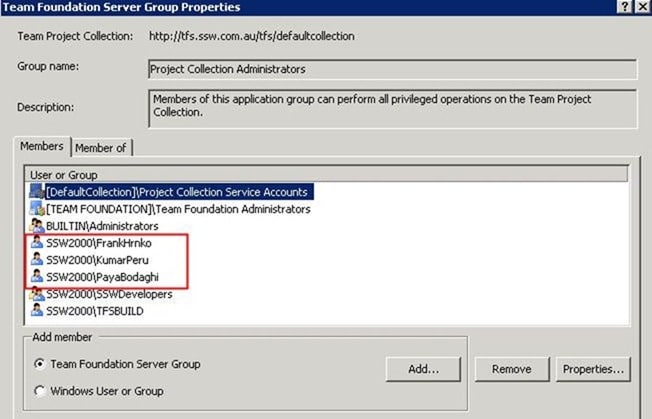 Team Foundation Server Group Properties
Team Project Collection: http://tfs.ssw.com.au/tfs/defaultcollection
Group name: Project Collection Administrators
Description: Members of this application group can perform all privileged operations on the Team Project
Collection.
Members Member of
User or Group
[DefaultCollection]\Project Collection Service Accounts
[TEAM FOUNDATION]\Team Foundation Administrators
BUILTIN\Administrators
SSW2000\FrankHrnko
SSW2000\KumarPeru
SSW2000\PayaBodaghi
SSW2000\SSWDevelopers
SSW2000\TFSBUILD
Add member
Team Foundation Server Group
Add... Remove Properties...
Windows User or Group